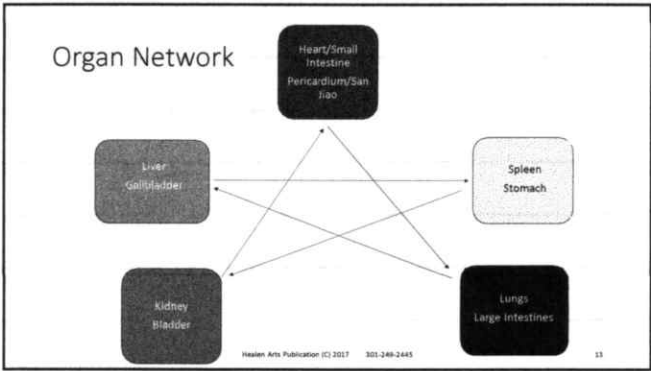 Organ Network
Heart/Small
Intestine
Pericardium/San
Jiao
Liver
Gallbladder
Spleen
Stomach
Kidney
Bladder
Lungs
Large Intestines
Healen Arts Publication (C) 2017 301-249-2445 13